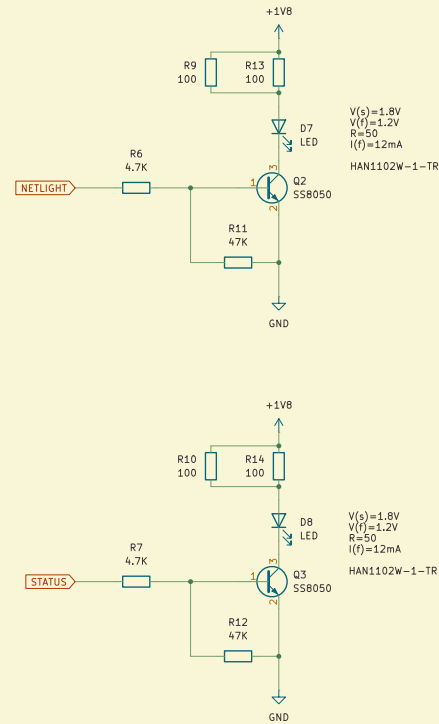 +1V8
R9
100
R13
100
D7
LED
V(s)=1.8V
V(f)=1.2V
R=50
I(f)=12mA
HAN1102W-1-TR
R6
4.7K
NETLIGHT
1
3
2
Q2
SS8050
R11
47K
GND
+1V8
R10
100
R14
100
D8
LED
V(s)=1.8V
V(f)=1.2V
R=50
I(f)=12mA
HAN1102W-1-TR
R7
4.7K
STATUS
1
3
2
Q3
SS8050
R12
47K
GND